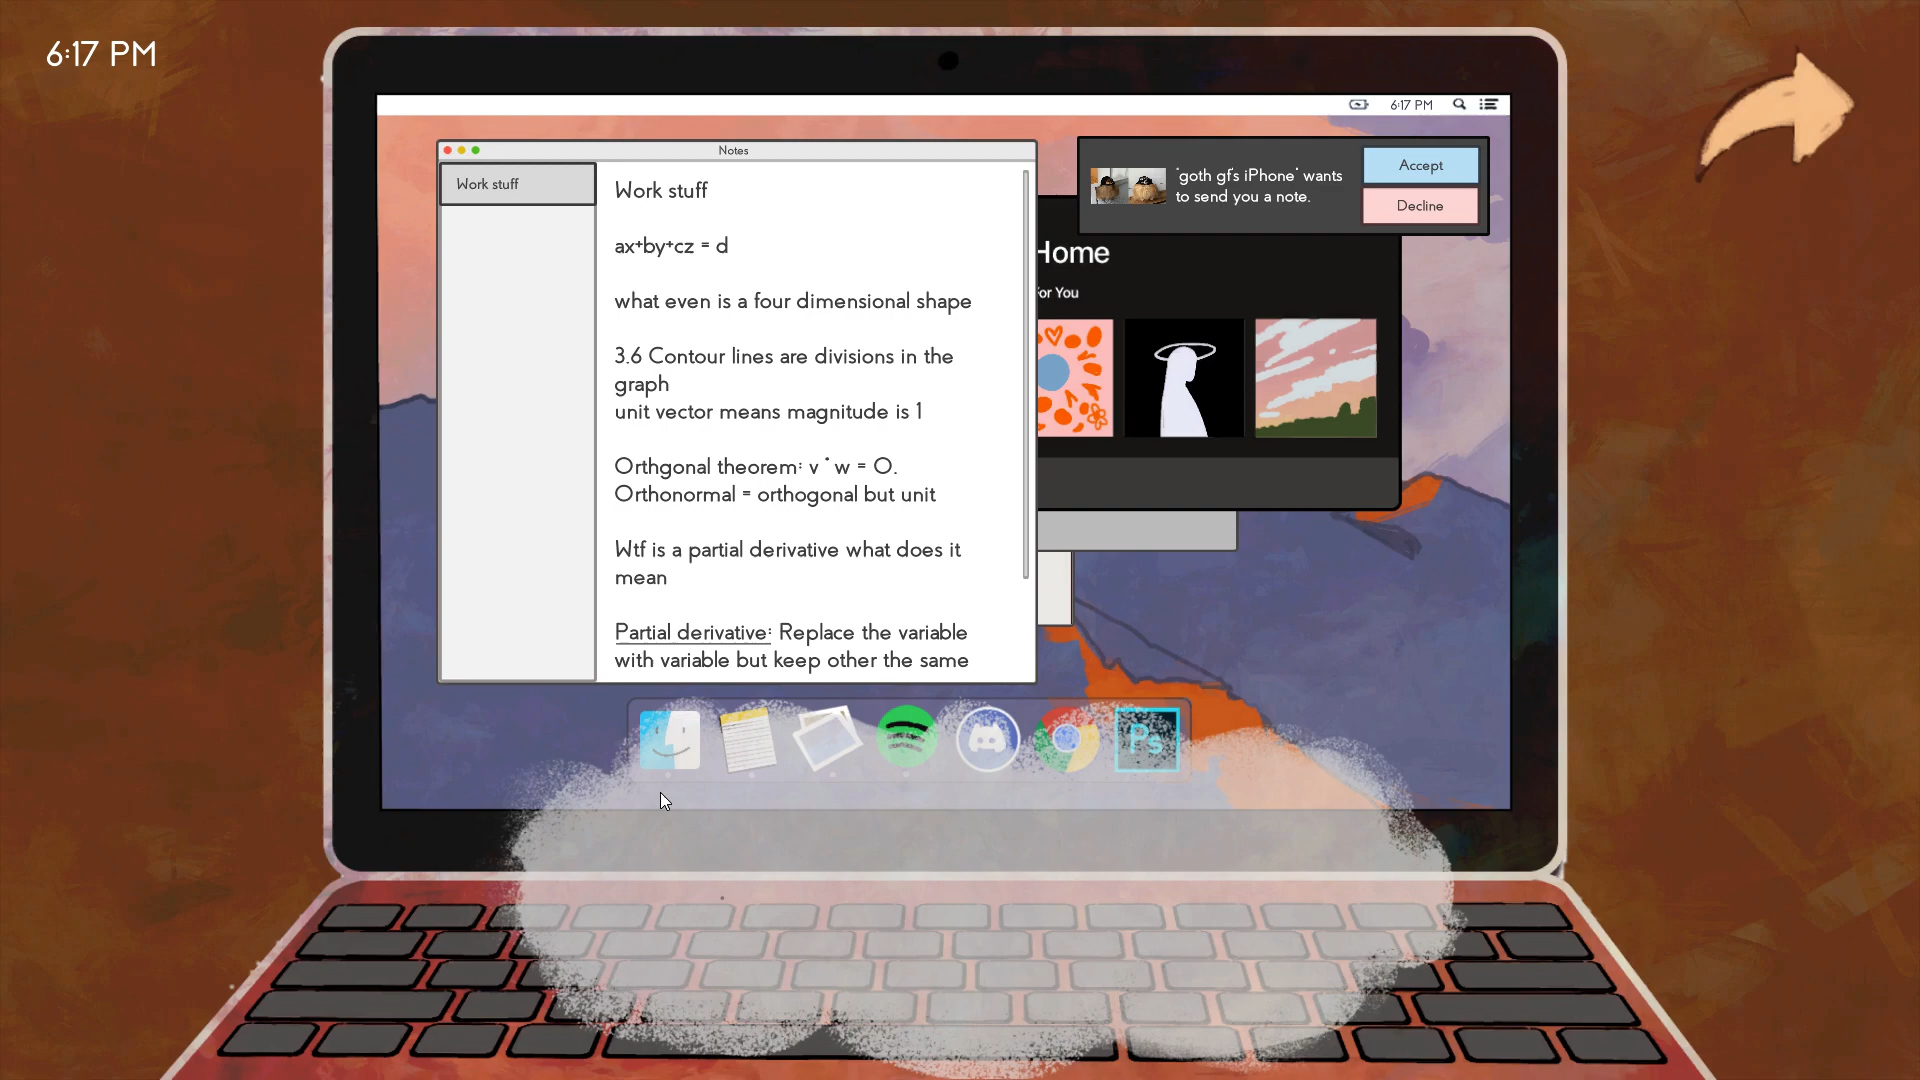 6:17 PM
6:17 PM
Notes
Work stuff
Work stuff
ax+by+cz = d
what even is a four dimensional shape
3.6 Contour lines are divisions in the
graph
unit vector means magnitude is 1
Orthgonal theorem: v * w = 0.
Orthonormal = orthogonal but unit
Wtf is a partial derivative what does it
mean
Partial derivative: Replace the variable
with variable but keep other the same
"goth gfs iPhone" wants
to send you a note.
Accept
Decline
Home
For You
Ps